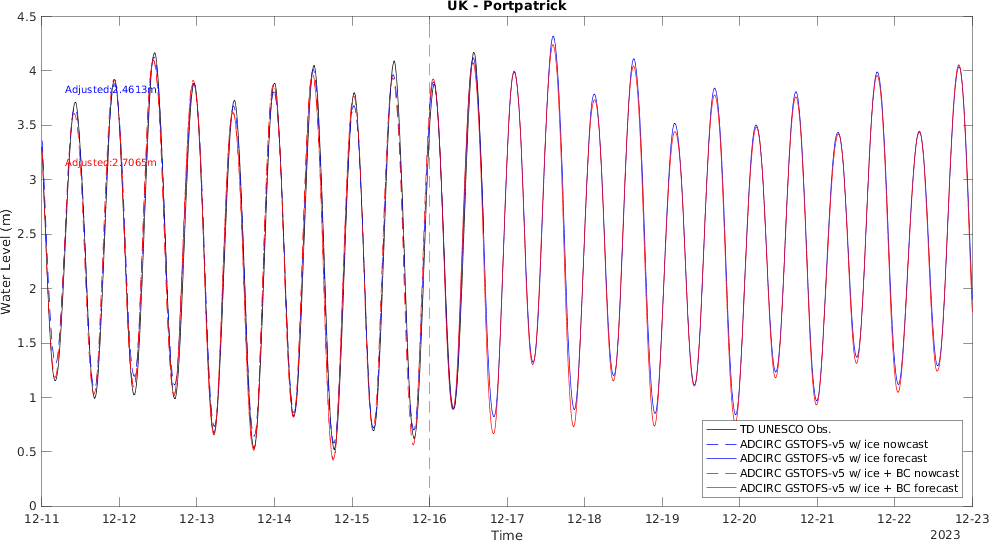 UK - Portpatrick
4.5
4
3.5
3
2.5
2
1.5
1
0.5
0
Water Level (m)
Adjusted:2.4613m
Adjusted:2.7065m
TD UNESCO Obs.
ADCIRC GSTOFS-v5 w/ ice nowcast
ADCIRC GSTOFS-v5 w/ ice forecast
ADCIRC GSTOFS-v5 w/ ice + BC nowcast
ADCIRC GSTOFS-v5 w/ ice + BC forecast
12-11 12-12 12-13 12-14 12-15 12-16 12-17 12-18 12-19 12-20 12-21 12-22 12-23
Time
2023